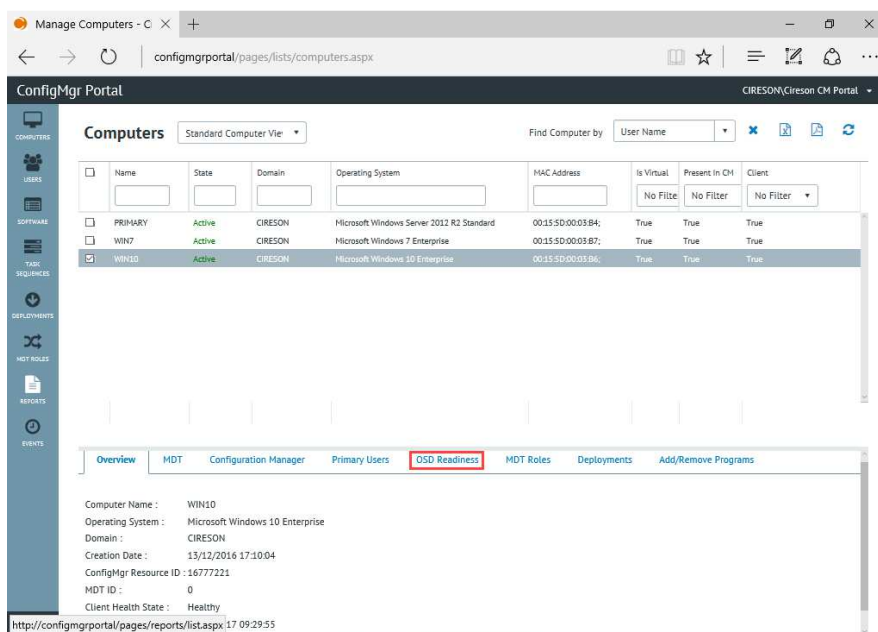 Manage Computers - C
configmgrportal/pages/lists/computers.aspx
ConfigMgr Portal
CIRESON\Cireson CM Portal
COMPUTERS
USERS
SOFTWARE
TASK SEQUENCES
DEPLOYMENTS
MDT ROLES
REPORTS
EVENTS
Computers
Standard Computer Vie
Find Computer by
User Name
Name State Domain Operating System MAC Address Is Virtual Present In CM Client
No Filte No Filter No Filter
PRIMARY Active CIRESON Microsoft Windows Server 2012 R2 Standard 00:15:5D:00:03:B4; True True True
WIN7 Active CIRESON Microsoft Windows 7 Enterprise 00:15:5D:00:03:B7; True True True
WIN10 Active CIRESON Microsoft Windows 10 Enterprise 00:15:5D:00:03:B6; True True True
Overview MDT Configuration Manager Primary Users OSD Readiness MDT Roles Deployments Add/Remove Programs
Computer Name : WIN10
Operating System : Microsoft Windows 10 Enterprise
Domain : CIRESON
Creation Date : 13/12/2016 17:10:04
ConfigMgr Resource ID : 16777221
MDT ID : 0
Client Health State : Healthy
http://configmgrportal/pages/reports/list.aspx 17 09:29:55